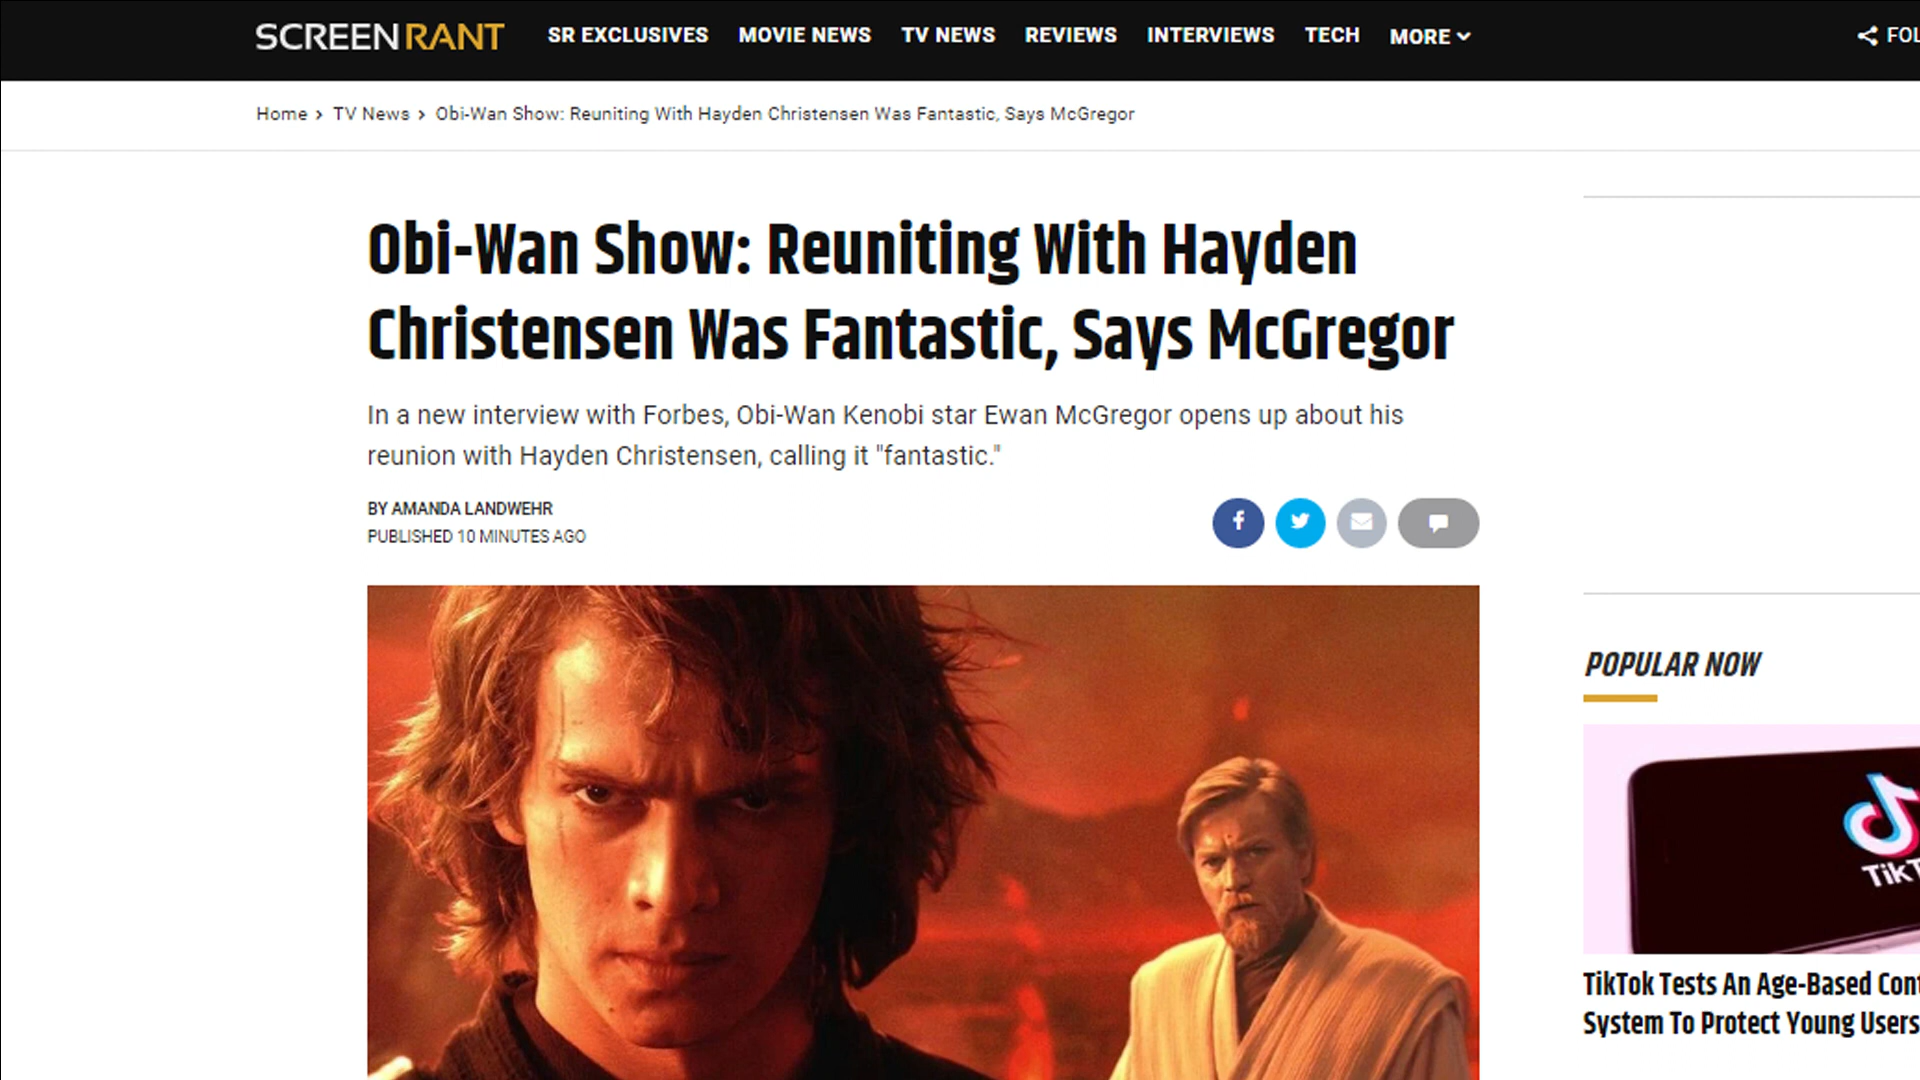 SCREENRANT
SR EXCLUSIVES MOVIE NEWS TV NEWS REVIEWS INTERVIEWS TECH MORE
Home > TV News > Obi-Wan Show: Reuniting With Hayden Christensen Was Fantastic, Says McGregor
Obi-Wan Show: Reuniting With Hayden
Christensen Was Fantastic, Says McGregor
In a new interview with Forbes, Obi-Wan Kenobi star Ewan McGregor opens up about his
reunion with Hayden Christensen, calling it "fantastic."
BY AMANDA LANDWEHR
PUBLISHED 10 MINUTES AGO
POPULAR NOW
TikTok Tests An Age-Based
System To Protect Young Users